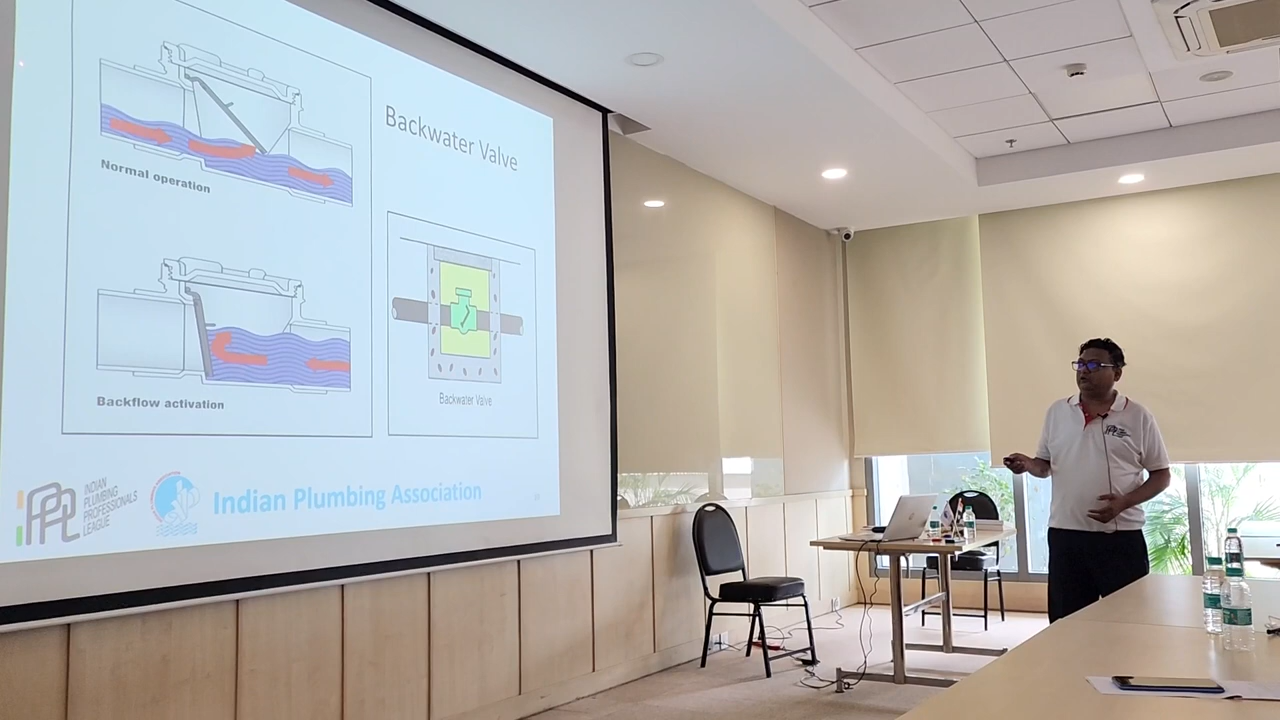 Backwater Valve
Normal operation
Backflow activation
Backwater Valve
INDIAN
PLUMBING
PROFESSIONALS
LEAGUE
Indian Plumbing Association